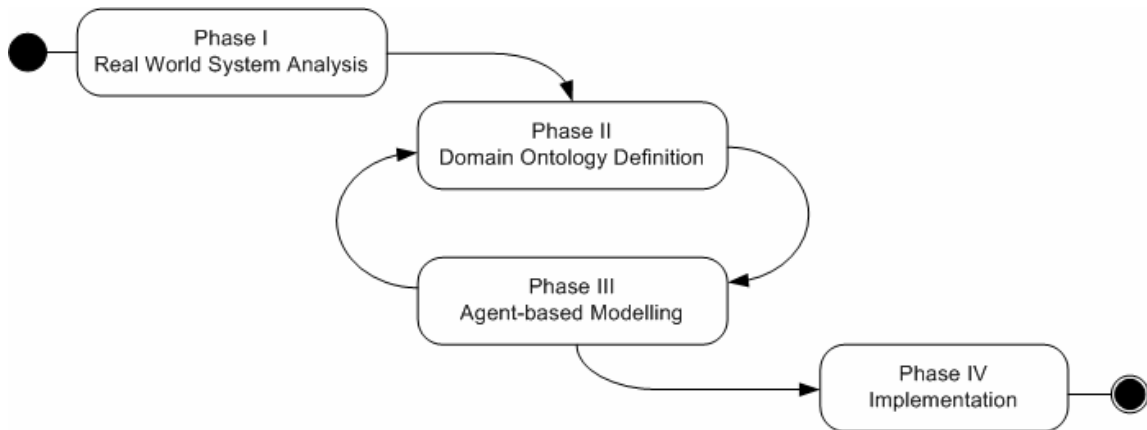 Phase I
Real World System Analysis
Phase II
Domain Ontology Definition
Phase III
Agent-based Modelling
Phase IV
Implementation